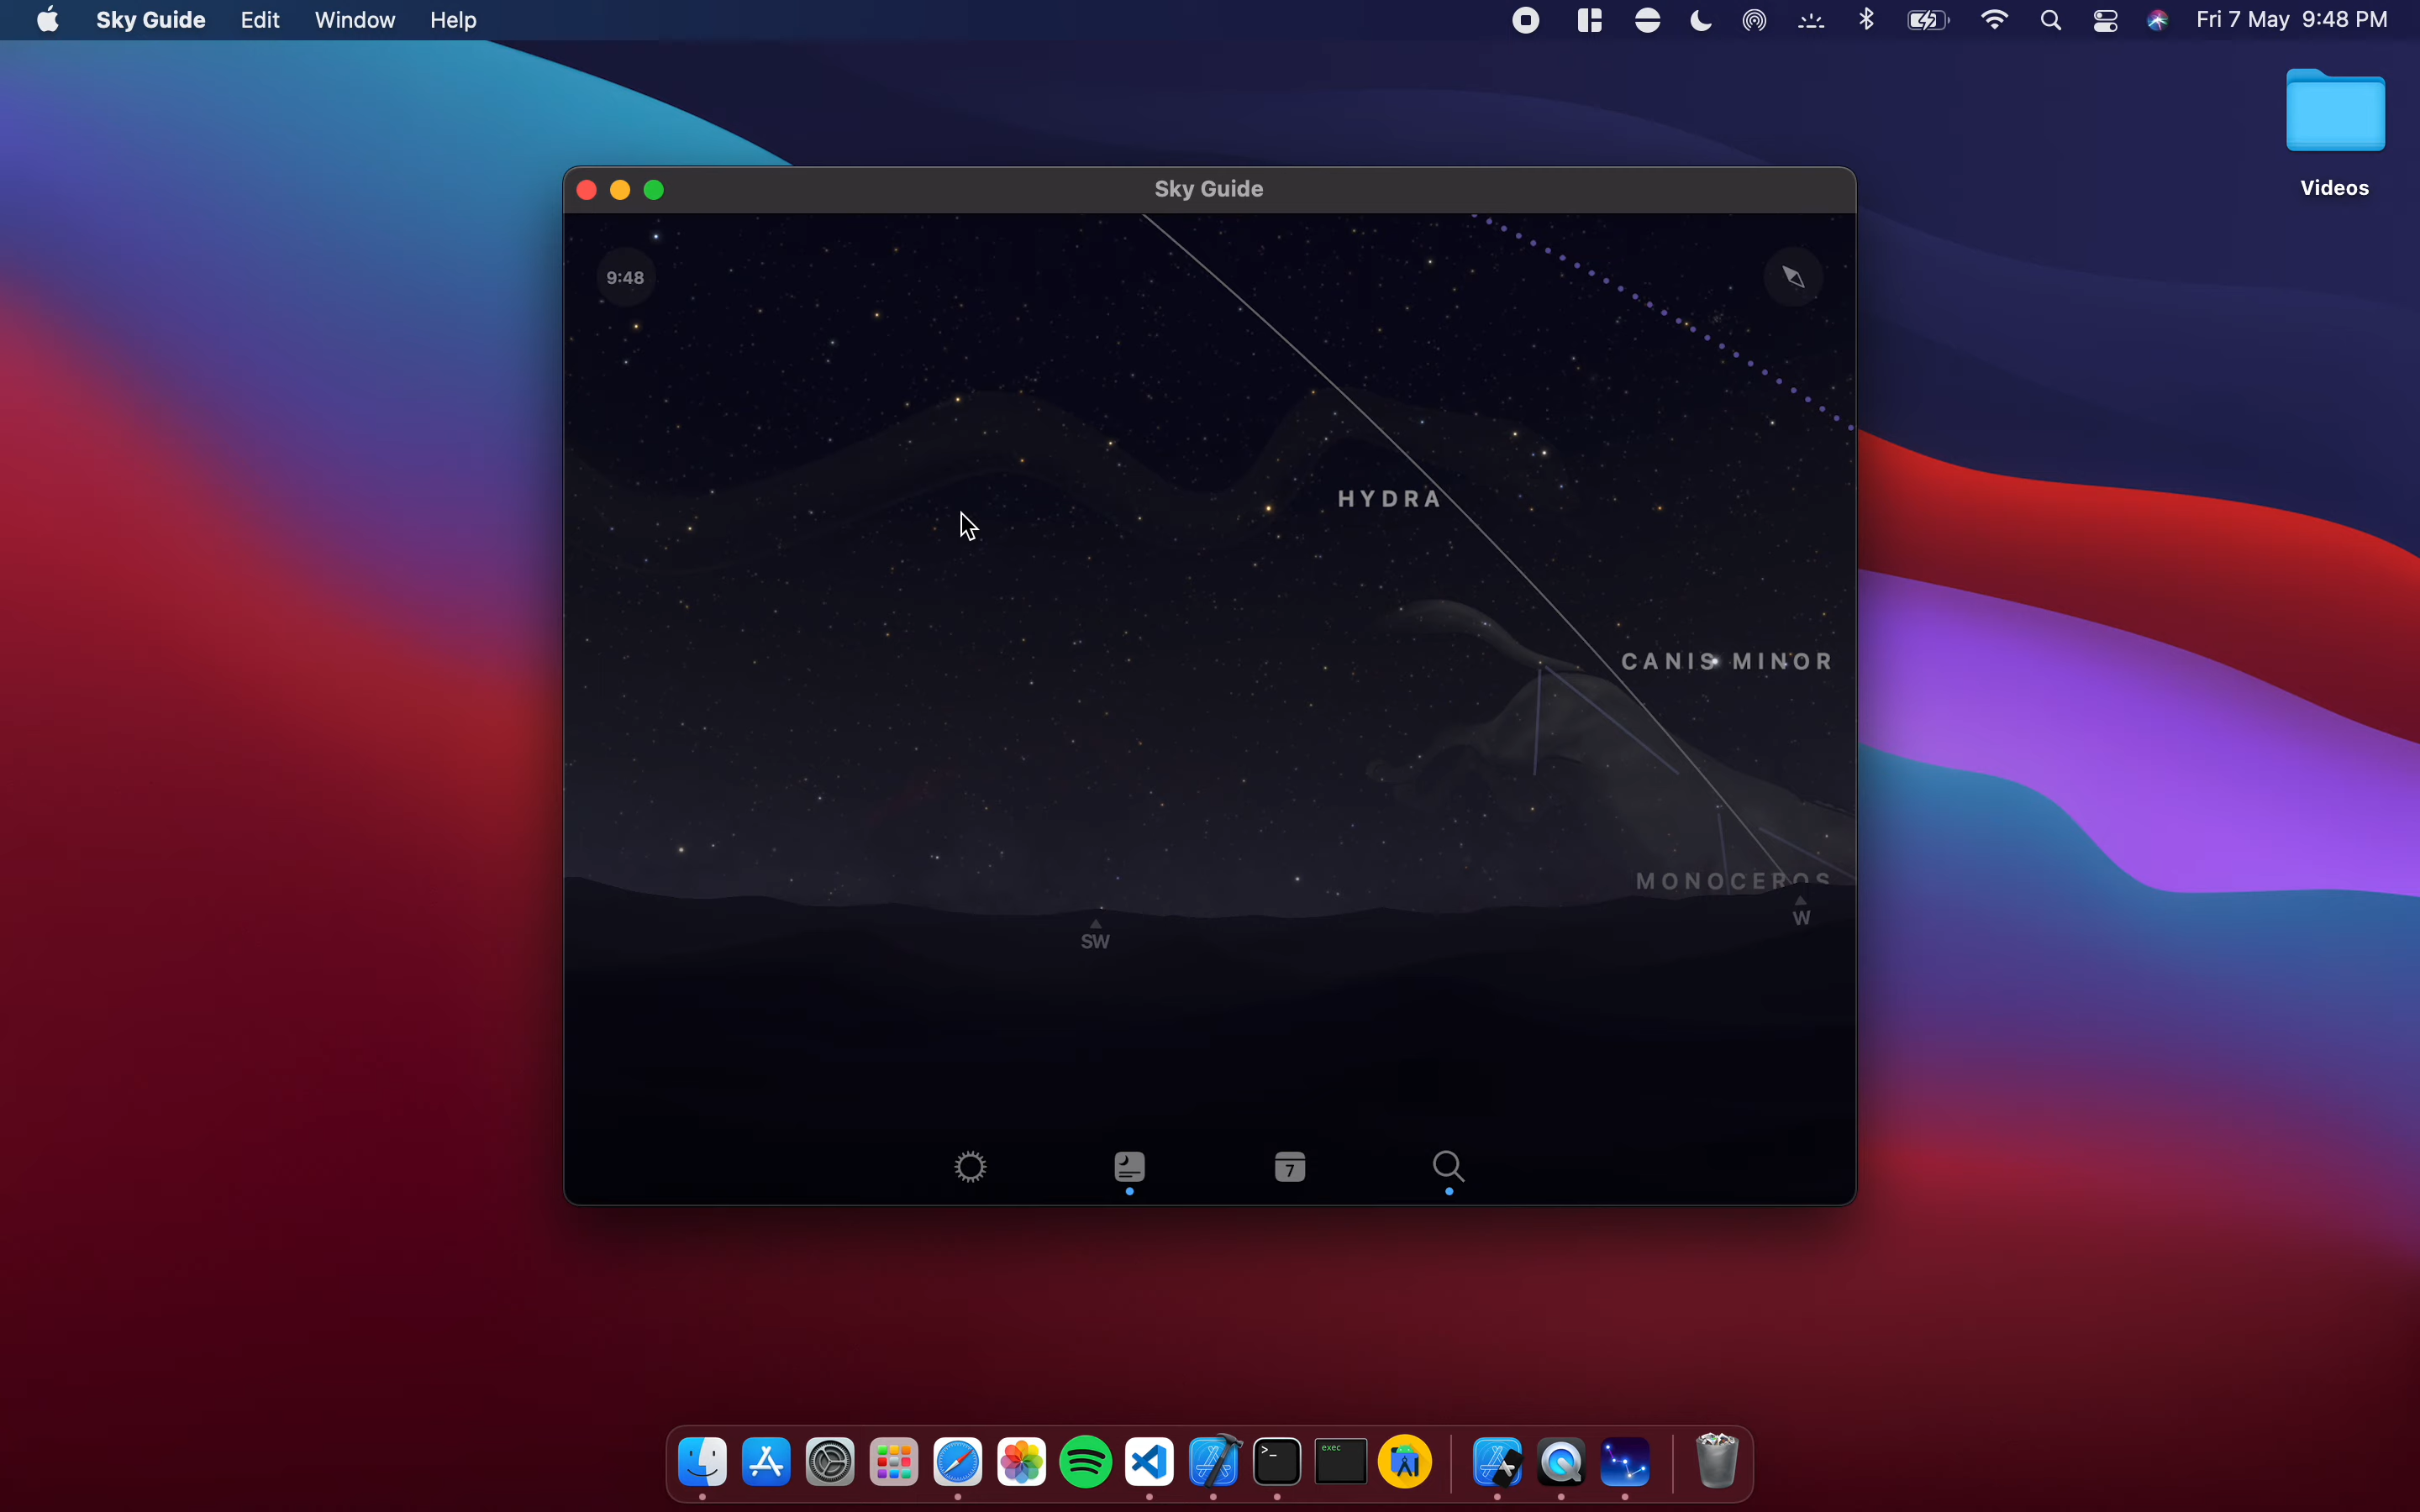 Sky Guide Edit Window Help Fri 7 May 9:48 PM
Videos
Sky Guide
9:48
HYDRA
CANIS MINOR
MONOCEROS
W
SW
7
>_ exec